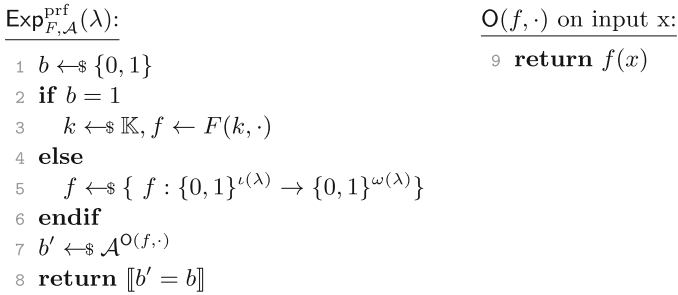 Exp^{prf}_{F,𝒜}(λ):
1 b ←$ {0, 1}
2 if b = 1
3 k ←$ 𝕂, f ← F(k, ·)
4 else
5 f ←$ { f : {0, 1}^{ι(λ)} → {0, 1}^{ω(λ)} }
6 endif
7 b′ ←$ 𝒜^{O(f,·)}
8 return ⟦b′ = b⟧
O(f, ·) on input x:
9 return f(x)